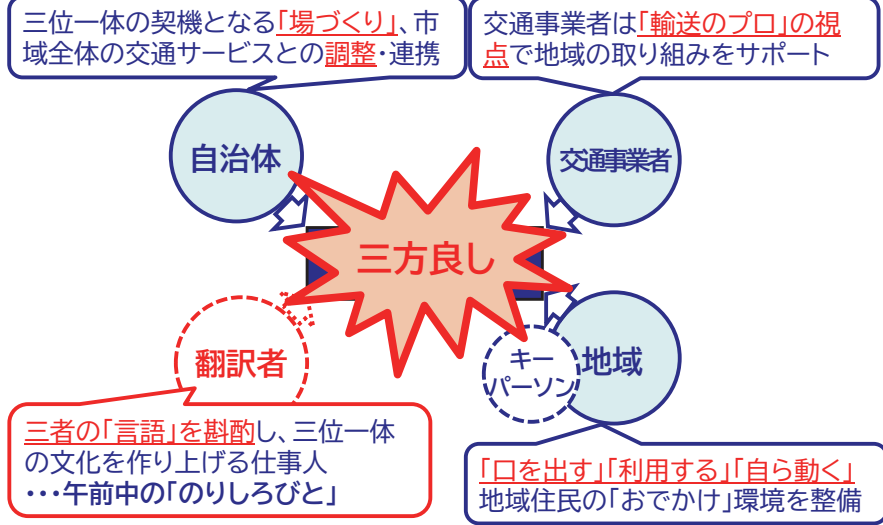 三位一体の契機となる「場づくり」、市
域全体の交通サービスとの調整・連携
交通事業者は「輸送のプロ」の視
点で地域の取り組みをサポート
自治体
交通事業者
三方良し
翻訳者
キー
パーソン
地域
三者の「言語」を斟酌し、三位一体
の文化を作り上げる仕事人
・・・午前中の「のりしろびと」
「口を出す」「利用する」「自ら動く」
地域住民の「おでかけ」環境を整備